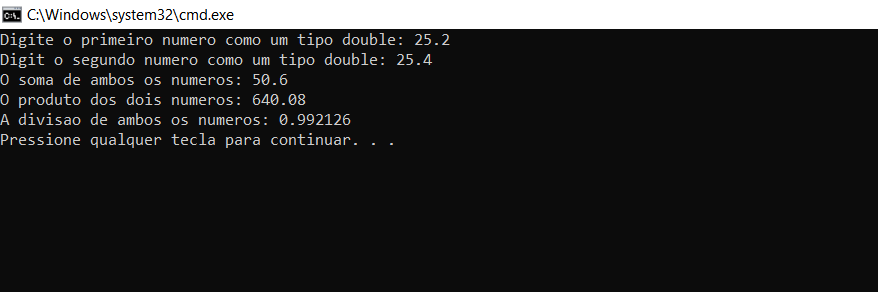 C:\Windows\system32\cmd.exe
Digite o primeiro numero como um tipo double: 25.2
Digit o segundo numero como um tipo double: 25.4
O soma de ambos os numeros: 50.6
O produto dos dois numeros: 640.08
A divisao de ambos os numeros: 0.992126
Pressione qualquer tecla para continuar. . .